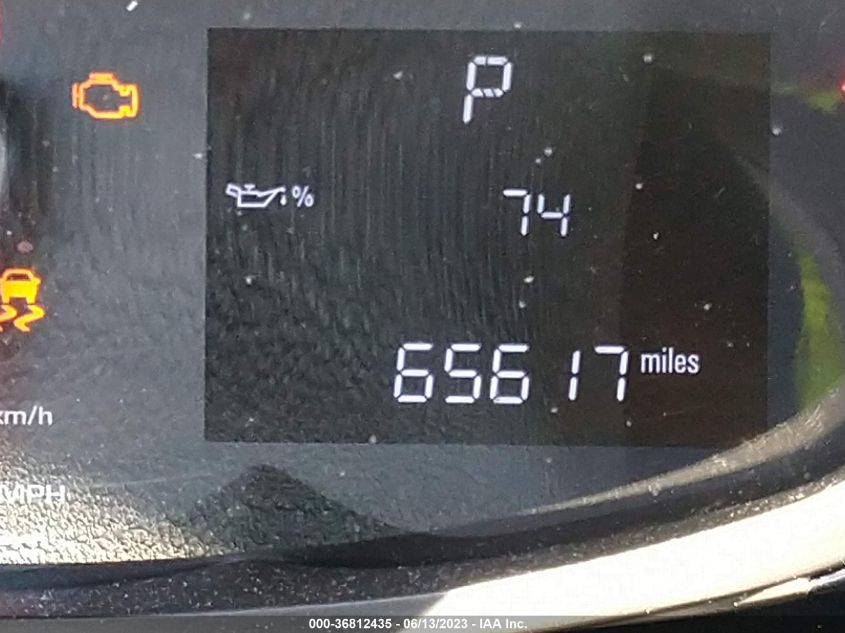 P
% 74
65617 miles
km/h
MPH
000-36812435 - 06/13/2023 - IAA Inc.